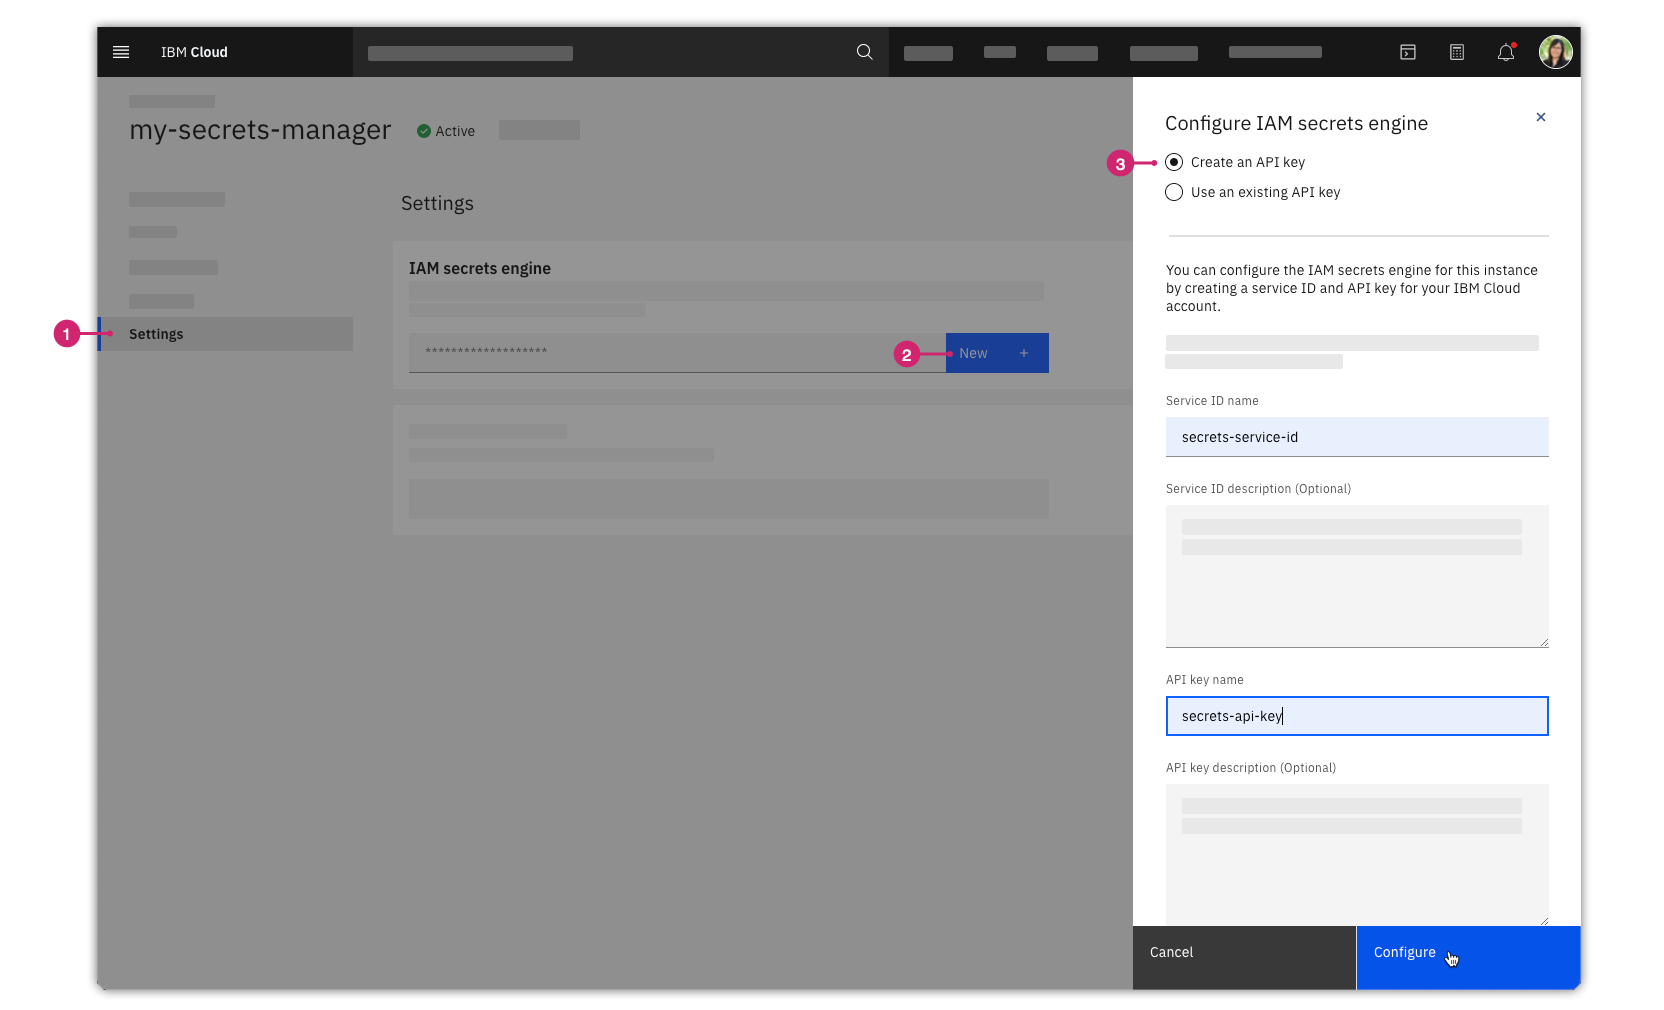 IBM Cloud
my-secrets-manager
Active
1
Settings
Settings
IAM secrets engine
*******************
2
New +
Configure IAM secrets engine
3
Create an API key
Use an existing API key
You can configure the IAM secrets engine for this instance
by creating a service ID and API key for your IBM Cloud
account.
Service ID name
secrets-service-id
Service ID description (Optional)
API key name
secrets-api-key
API key description (Optional)
Cancel
Configure